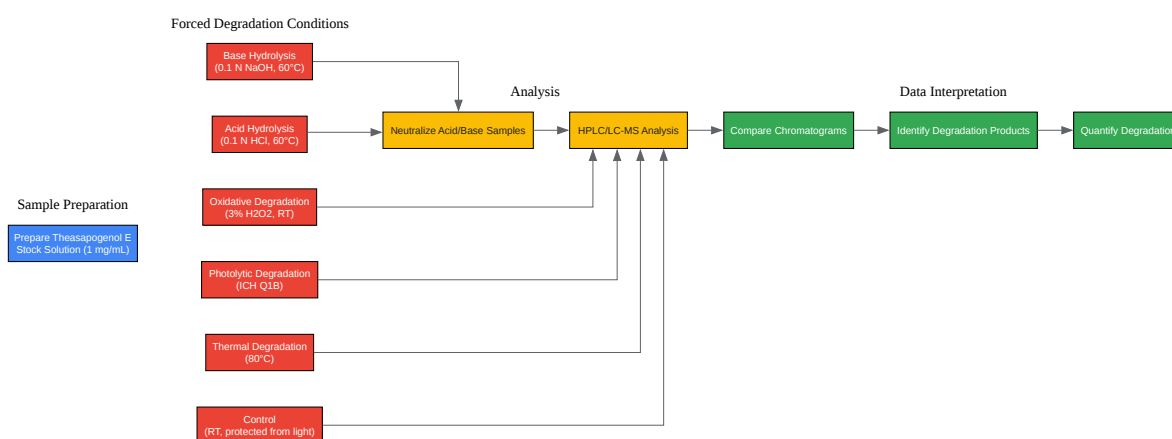 Forced Degradation Conditions
Base Hydrolysis
(0.1 N NaOH, 60°C)
Analysis
Data Interpretation
Acid Hydrolysis
(0.1 N HCl, 60°C)
Neutralize Acid/Base Samples
HPLC/LC-MS Analysis
Compare Chromatograms
Identify Degradation Products
Quantify Degradation
Sample Preparation
Oxidative Degradation
(3% H2O2, RT)
Prepare Theasapogenol E
Stock Solution (1 mg/mL)
Photolytic Degradation
(ICH Q1B)
Thermal Degradation
(80°C)
Control
(RT, protected from light)